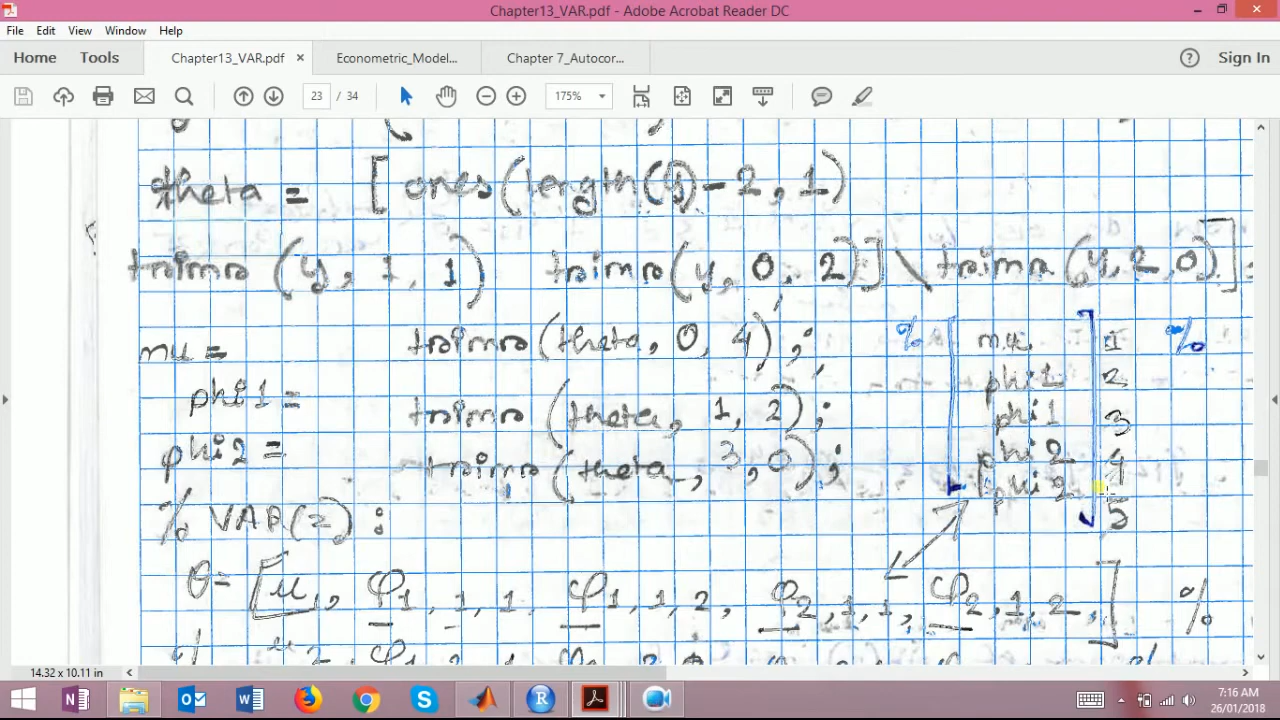 Chapter13_VAR.pdf - Adobe Acrobat Reader DC
File Edit View Window Help
Home Tools Chapter13_VAR.pdf × Econometric_Model... Chapter 7_Autocor... Sign In
23 / 34 175%
theta = [ones(length(y)-2,1)
trimr(y,1,1) trimr(y,0,2)]\trimr(y,2,0)]
mu = trimr(theta,0,4); % [mu 1 %
phi1 2
phi1 = trimr(theta,1,2); phi1 3
phi2 = trimr(theta,3,0); phi2 4
phi2] 5
% VAR(2):
θ = [μ1, φ1,1,1, φ1,1,2, φ2,1,1, φ2,1,2, ] %
14.32 x 10.11 in
7:16 AM
26/01/2018